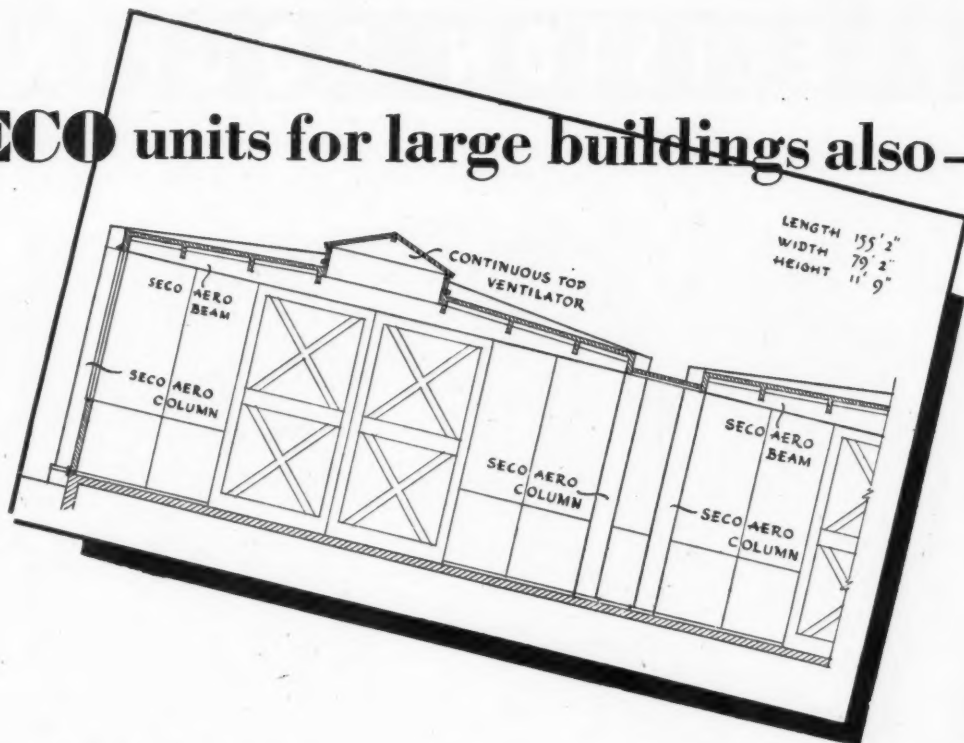 ECO units for large buildings also—
LENGTH 155' 2"
WIDTH 79' 2"
HEIGHT 11' 9"
CONTINUOUS TOP
VENTILATOR
SECO AERO
BEAM
SECO AERO
COLUMN
SECO AERO
COLUMN
SECO AERO
BEAM
SECO AERO
COLUMN